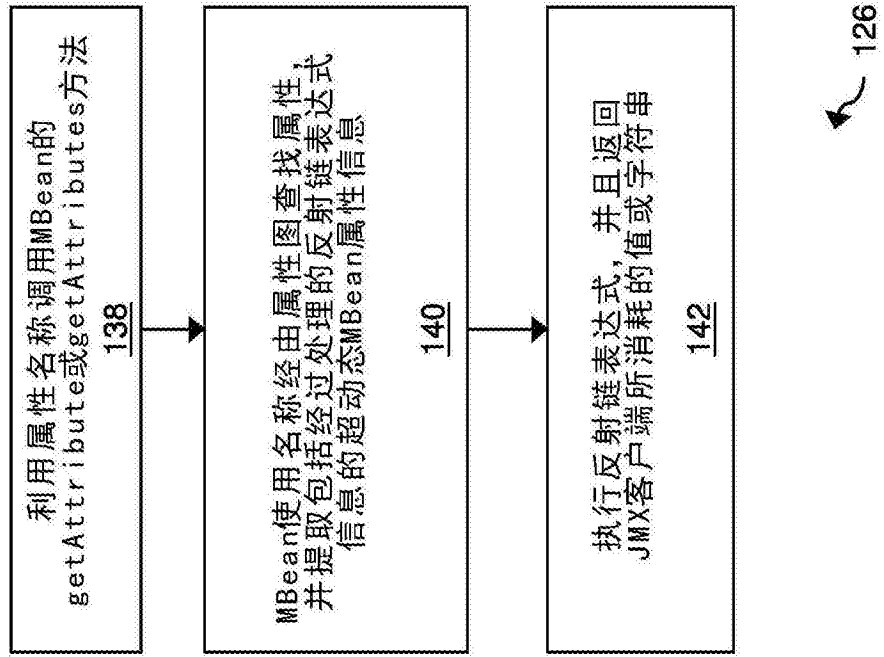 利用属性名称调用MBean的
getAttribute或getAttributes方法
138
MBean使用名称经由属性图查找属性，
并提取包括经过处理的反射链表达式
信息的超动态MBean属性信息
140
执行反射链表达式，并且返回
JMX客户端所消耗的值或字符串
142
126